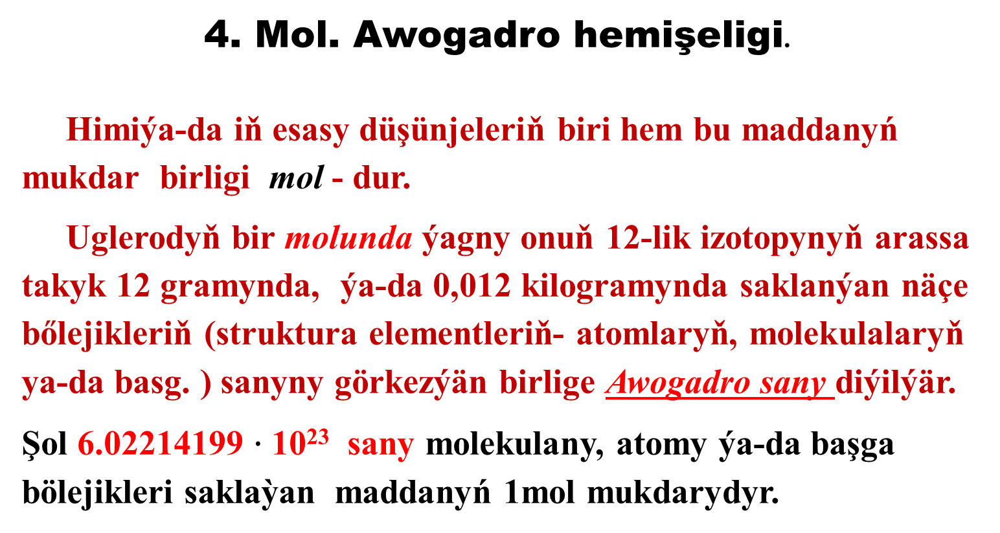 4. Mol. Awogadro hemişeligi.
Himiýa-da iň esasy düşünjeleriň biri hem bu maddanyń
mukdar birligi mol - dur.
Uglerodyň bir molunda ýagny onuň 12-lik izotopynyň arassa
takyk 12 gramynda, ýa-da 0,012 kilogramynda saklanýan näçe
bőlejikleriň (struktura elementleriň- atomlaryň, molekulalaryň
ya-da basg. ) sanyny görkezýän birlige Awogadro sany diýilýär.
Şol 6.02214199 · 10²³ sany molekulany, atomy ýa-da başga
bölejikleri saklaỳan maddanyń 1mol mukdarydyr.